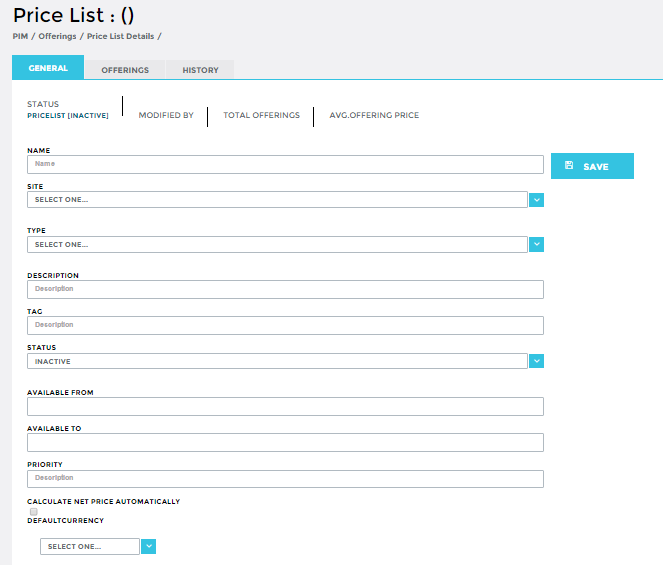 Price List : ()
PIM / Offerings / Price List Details /
GENERAL OFFERINGS HISTORY
STATUS
PRICELIST [INACTIVE] MODIFIED BY TOTAL OFFERINGS AVG.OFFERING PRICE
NAME
Name
SAVE
SITE
SELECT ONE...
TYPE
SELECT ONE...
DESCRIPTION
Description
TAG
Description
STATUS
INACTIVE
AVAILABLE FROM
AVAILABLE TO
PRIORITY
Description
CALCULATE NET PRICE AUTOMATICALLY
DEFAULTCURRENCY
SELECT ONE...